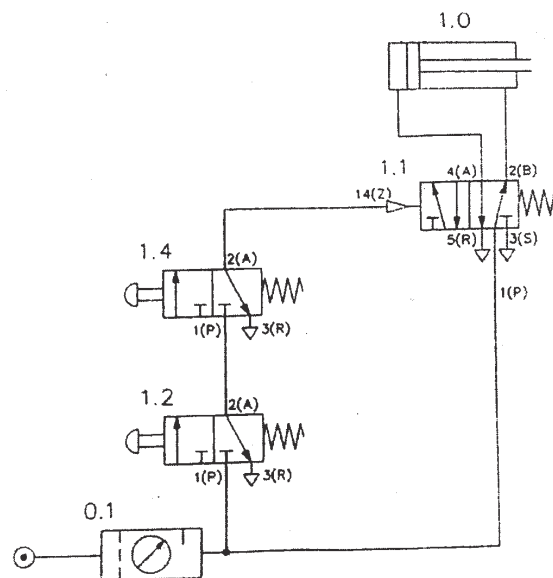 1.0
1.1
4(A) 2(B)
14(Z)
5(R) 3(S)
1(P)
1.4
2(A)
1(P) 3(R)
1.2
2(A)
1(P) 3(R)
0.1